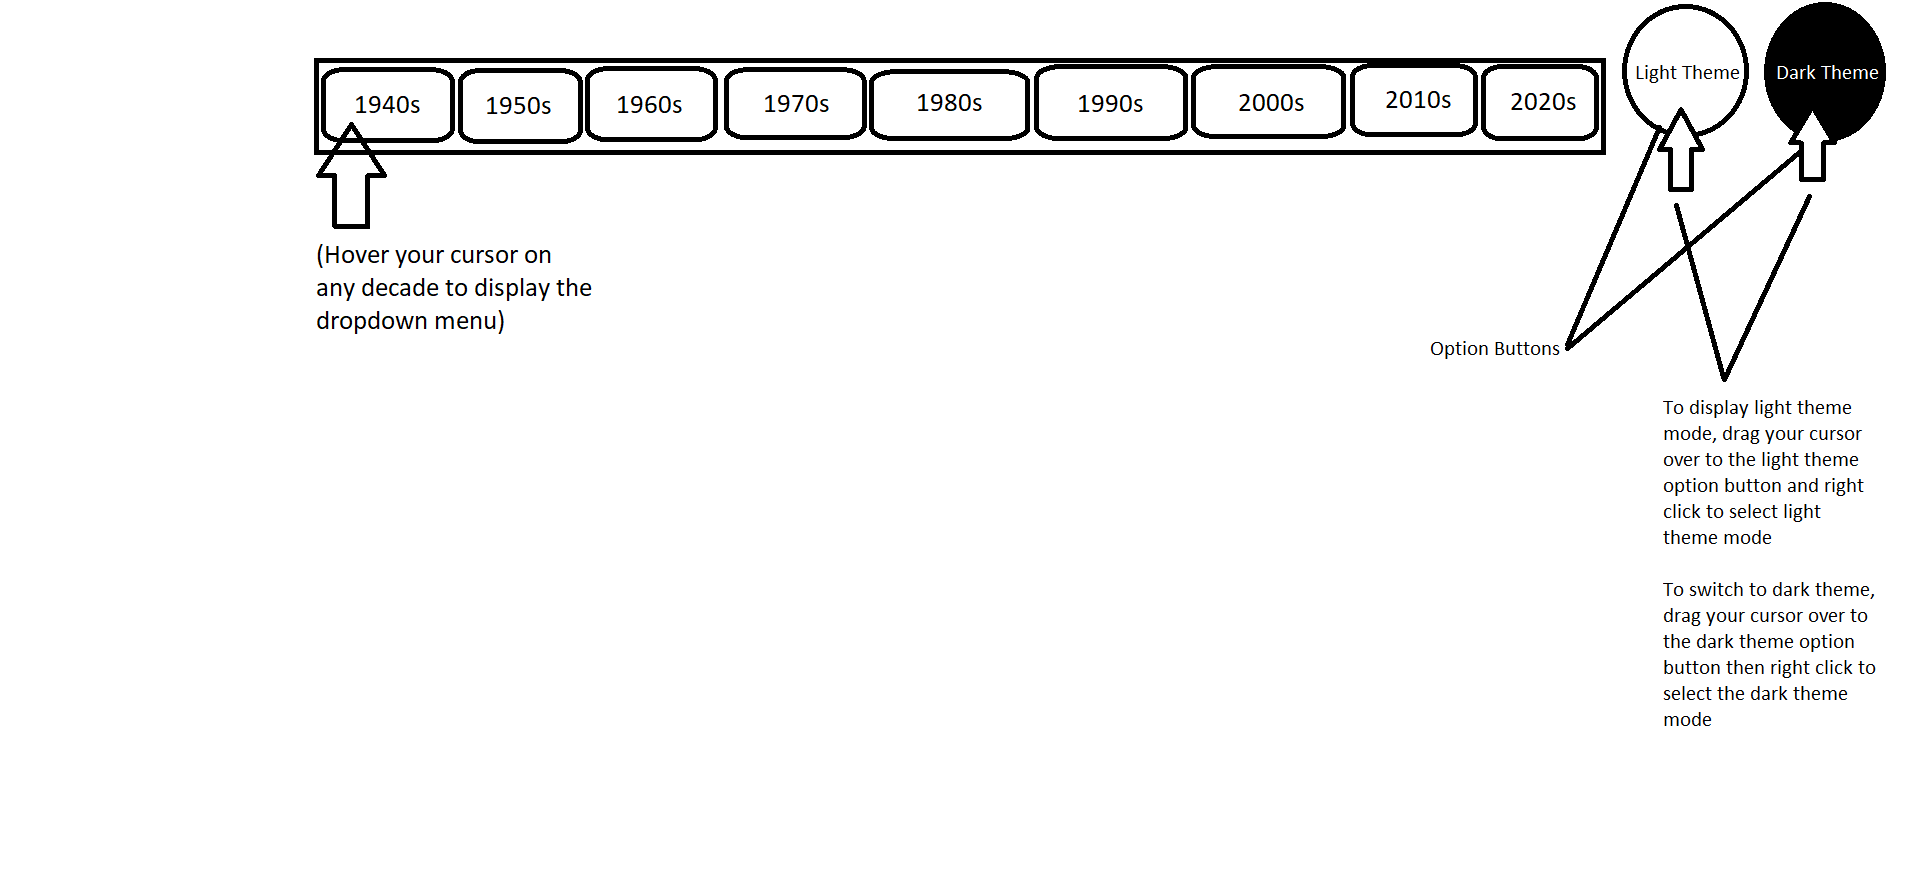 1940s
1950s
1960s
1970s
1980s
1990s
2000s
2010s
2020s
Light Theme
Dark Theme
(Hover your cursor on
any decade to display the
dropdown menu)
Option Buttons
To display light theme
mode, drag your cursor
over to the light theme
option button and right
click to select light
theme mode
To switch to dark theme,
drag your cursor over to
the dark theme option
button then right click to
select the dark theme
mode